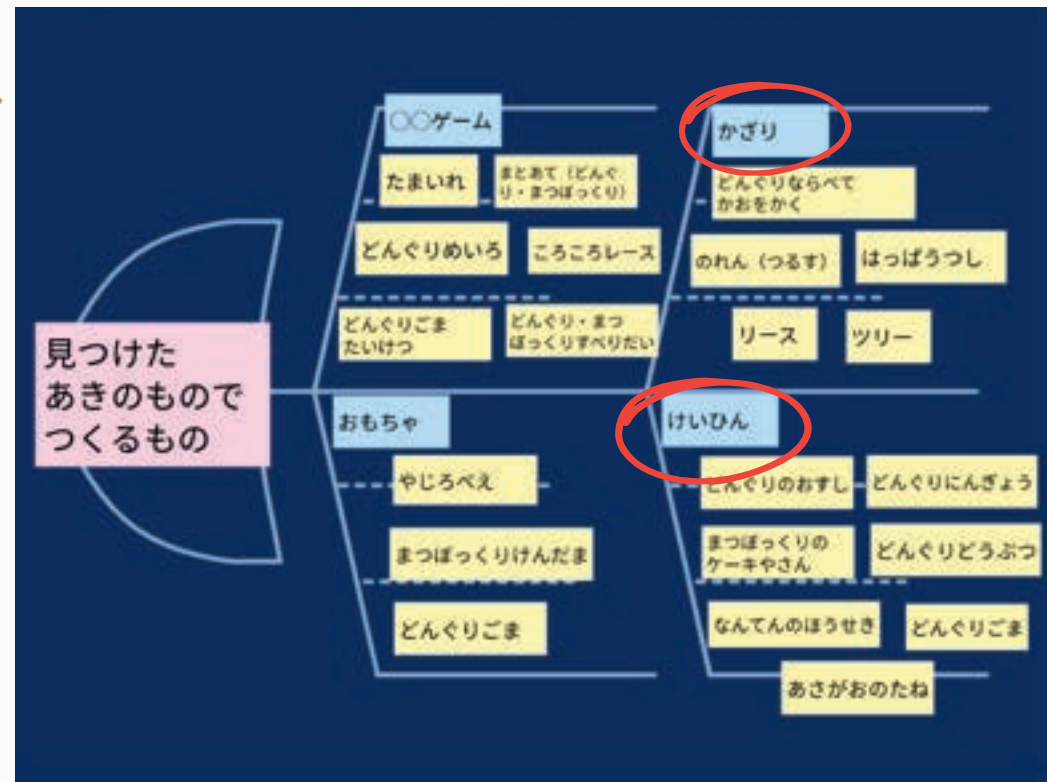 見つけた
あきのもので
つくるもの
○○ゲーム
たまいれ
まとあて（どんぐ
り・まつぼっくり）
どんぐりめいろ
ころころレース
どんぐりごま
たいけつ
どんぐり・まつ
ぼっくりすべりだい
かざり
どんぐりならべて
かおをかく
のれん（つるす）
はっぱうつし
リース
ツリー
おもちゃ
やじろべえ
まつぼっくりけんだま
どんぐりごま
けいひん
どんぐりのおすし
どんぐりにんぎょう
まつぼっくりの
ケーキやさん
どんぐりどうぶつ
なんてんのほうせき
どんぐりごま
あさがおのたね